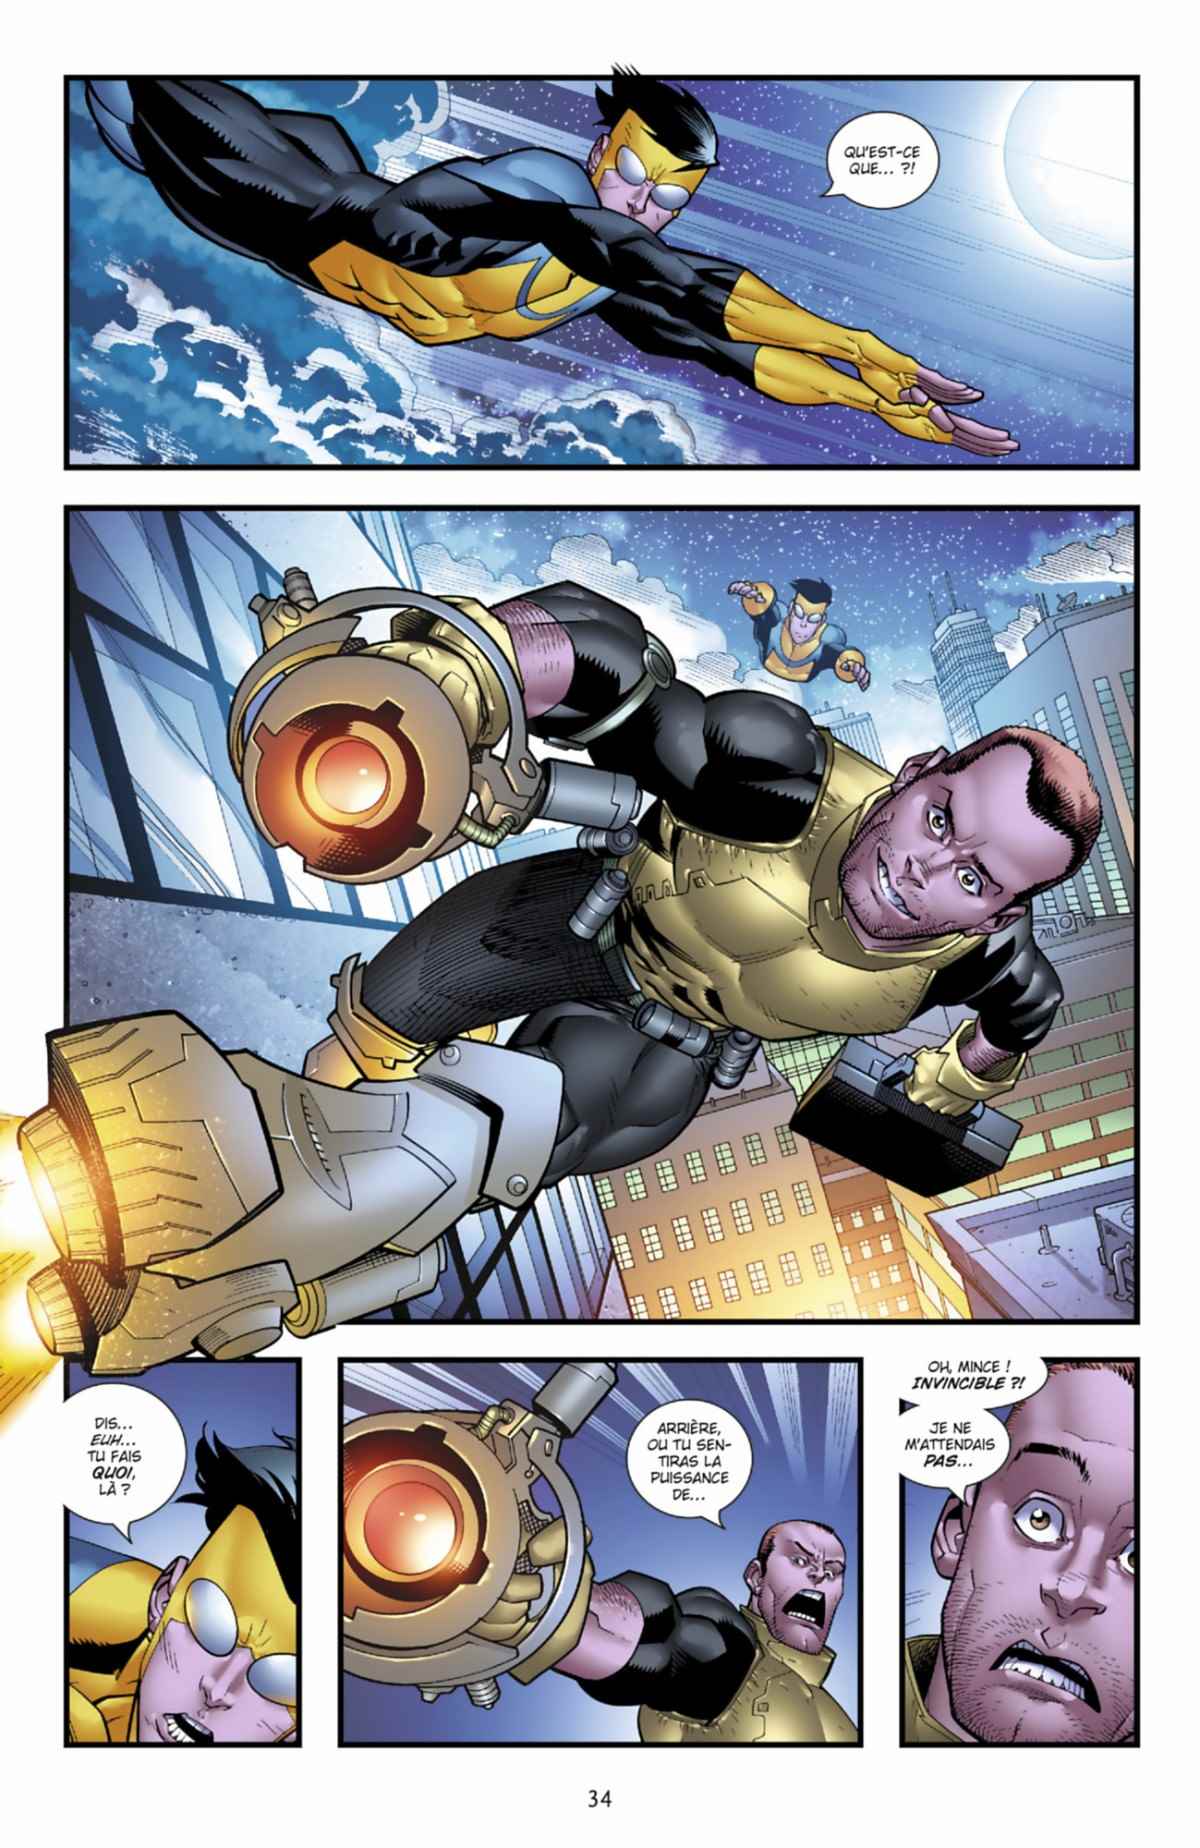 QU'EST-CE
QUE... ?!
DIS...
EUH...
TU FAIS
QUOI,
LÀ ?
ARRIÈRE,
OU TU SEN-
TIRAS LA
PUISSANCE
DE...
OH, MINCE !
INVINCIBLE ?!
JE NE
M'ATTENDAIS
PAS...
34